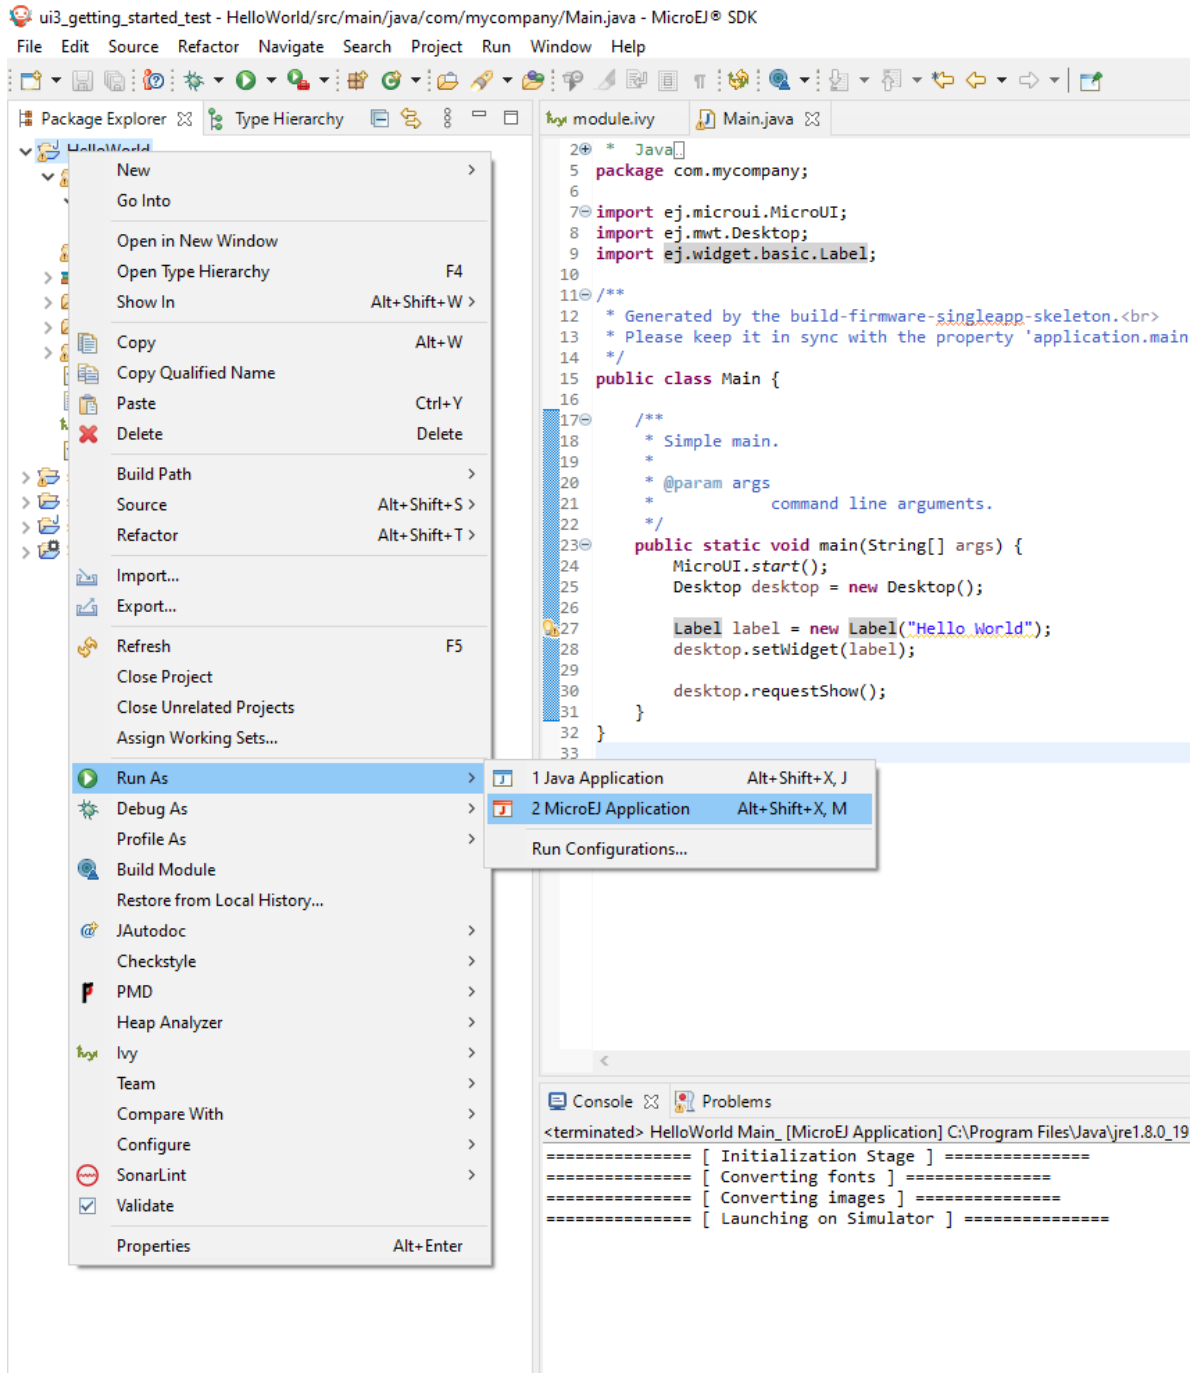 ui3_getting_started_test - HelloWorld/src/main/java/com/mycompany/Main.java - MicroEJ® SDK
File Edit Source Refactor Navigate Search Project Run Window Help
Package Explorer Type Hierarchy
HelloWorld
New
Go Into
Open in New Window
Open Type Hierarchy F4
Show In Alt+Shift+W >
Copy Alt+W
Copy Qualified Name
Paste Ctrl+Y
Delete Delete
Build Path
Source Alt+Shift+S >
Refactor Alt+Shift+T >
Import...
Export...
Refresh F5
Close Project
Close Unrelated Projects
Assign Working Sets...
Run As
Debug As
Profile As
Build Module
Restore from Local History...
JAutodoc
Checkstyle
PMD
Heap Analyzer
Ivy
Team
Compare With
Configure
SonarLint
Validate
Properties Alt+Enter
1 Java Application Alt+Shift+X, J
2 MicroEJ Application Alt+Shift+X, M
Run Configurations...
module.ivy Main.java
2 * Java..
5 package com.mycompany;
6
7 import ej.microui.MicroUI;
8 import ej.mwt.Desktop;
9 import ej.widget.basic.Label;
10
11 /**
12 * Generated by the build-firmware-singleapp-skeleton.<br>
13 * Please keep it in sync with the property 'application.main
14 */
15 public class Main {
16
17 /**
18 * Simple main.
19 *
20 * @param args
21 * command line arguments.
22 */
23 public static void main(String[] args) {
24 MicroUI.start();
25 Desktop desktop = new Desktop();
26
27 Label label = new Label("Hello World");
28 desktop.setWidget(label);
29
30 desktop.requestShow();
31 }
32 }
33
Console Problems
<terminated> HelloWorld Main_ [MicroEJ Application] C:\Program Files\Java\jre1.8.0_19
=============== [ Initialization Stage ] ===============
=============== [ Converting fonts ] ===============
=============== [ Converting images ] ===============
=============== [ Launching on Simulator ] ===============